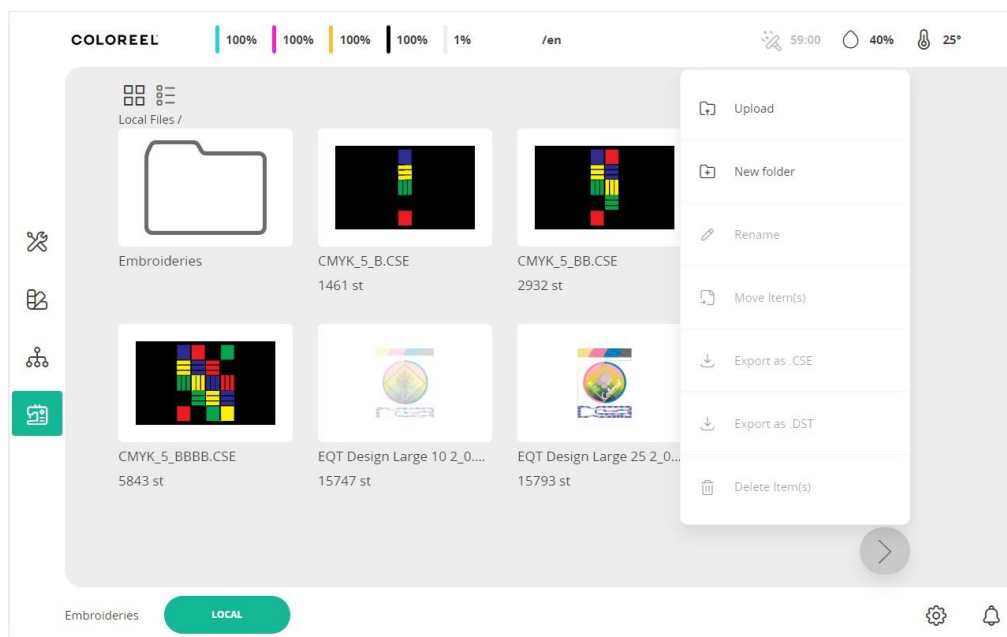 COLOREEL 100% 100% 100% 100% 1% /en 59:00 40% 25°
Local Files /
Embroideries
CMYK_5_B.CSE
1461 st
CMYK_5_BB.CSE
2932 st
CMYK_5_BBBB.CSE
5843 st
EQT Design Large 10 2_0....
15747 st
EQT Design Large 25 2_0...
15793 st
Upload
New folder
Rename
Move Item(s)
Export as .CSE
Export as .DST
Delete Item(s)
Embroideries LOCAL